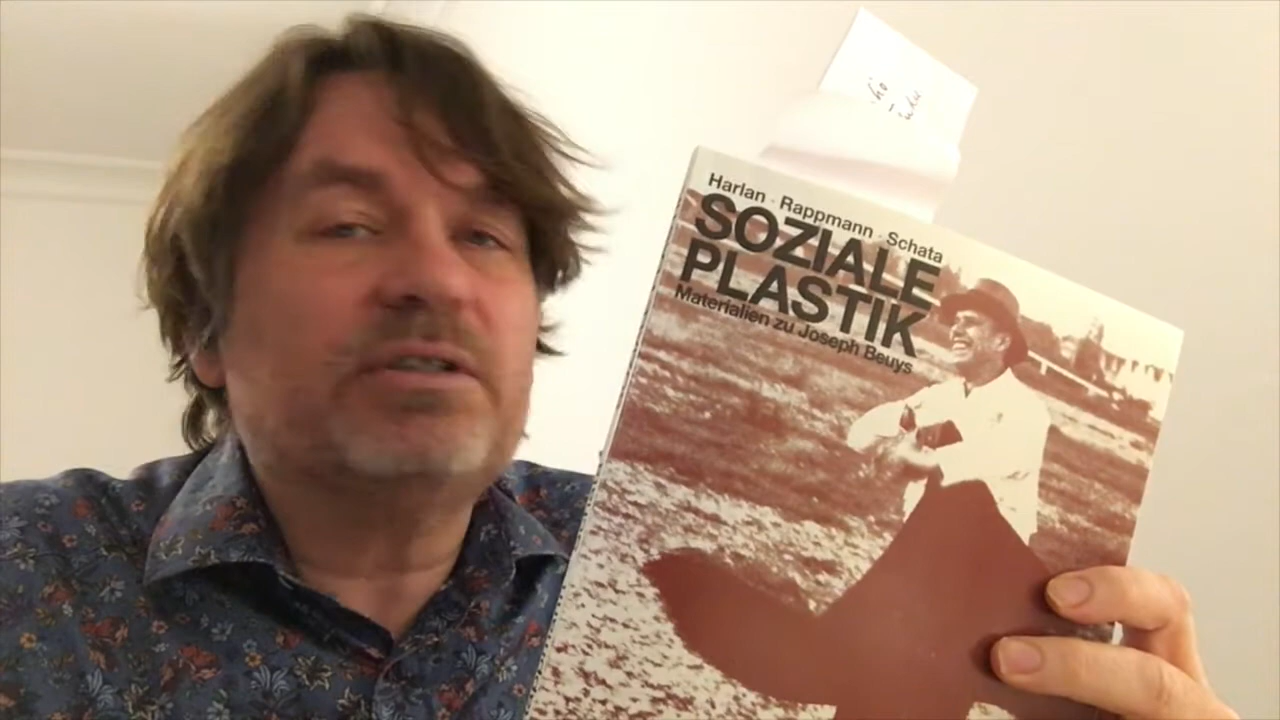 Harlan · Rappmann · Schata
SOZIALE
PLASTIK
Materialien zu Joseph Beuys